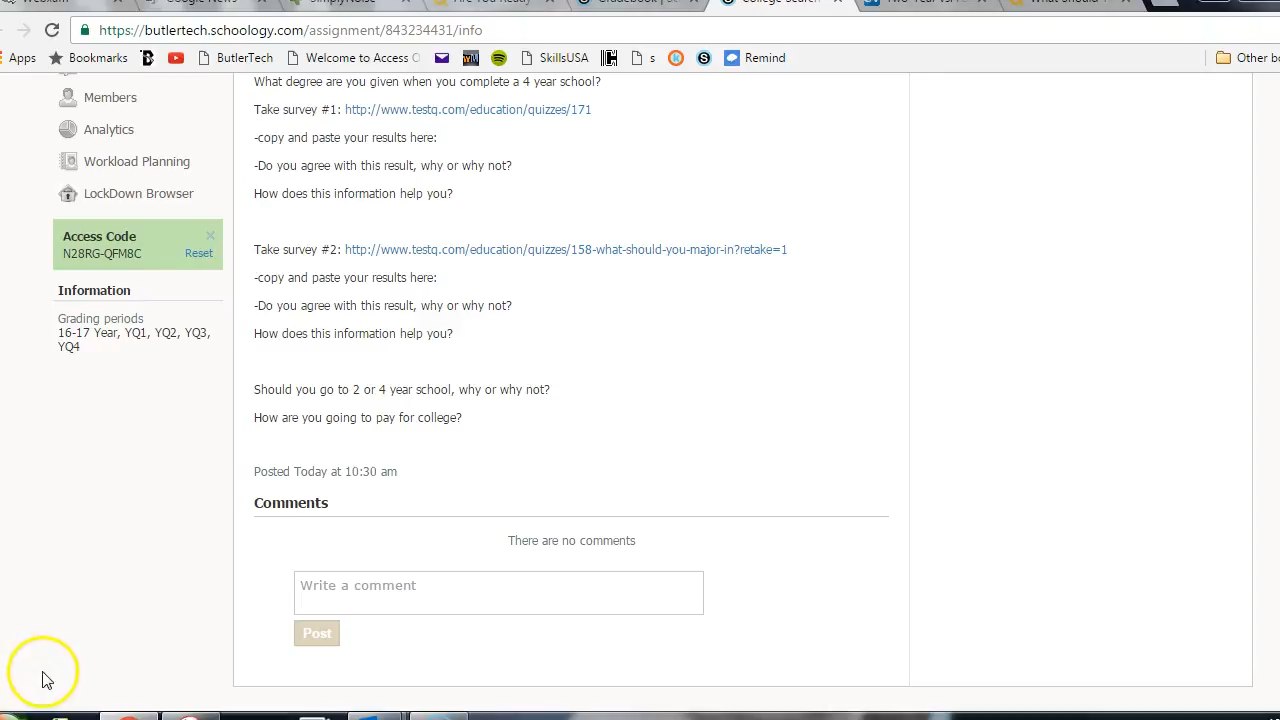 https://butlertech.schoology.com/assignment/843234431/info
Bookmarks ButlerTech Welcome to Access SkillsUSA s Remind Other
What degree are you given when you complete a 4 year school?
Members
Take survey #1: http://www.testq.com/education/quizzes/171
Analytics
-copy and paste your results here:
Workload Planning
-Do you agree with this result, why or why not?
LockDown Browser
How does this information help you?
Access Code
N28RG-QFM8C Reset
Take survey #2: http://www.testq.com/education/quizzes/158-what-should-you-major-in?retake=1
-copy and paste your results here:
Information
-Do you agree with this result, why or why not?
Grading periods
16-17 Year, YQ1, YQ2, YQ3,
YQ4
How does this information help you?
Should you go to 2 or 4 year school, why or why not?
How are you going to pay for college?
Posted Today at 10:30 am
Comments
There are no comments
Write a comment
Post